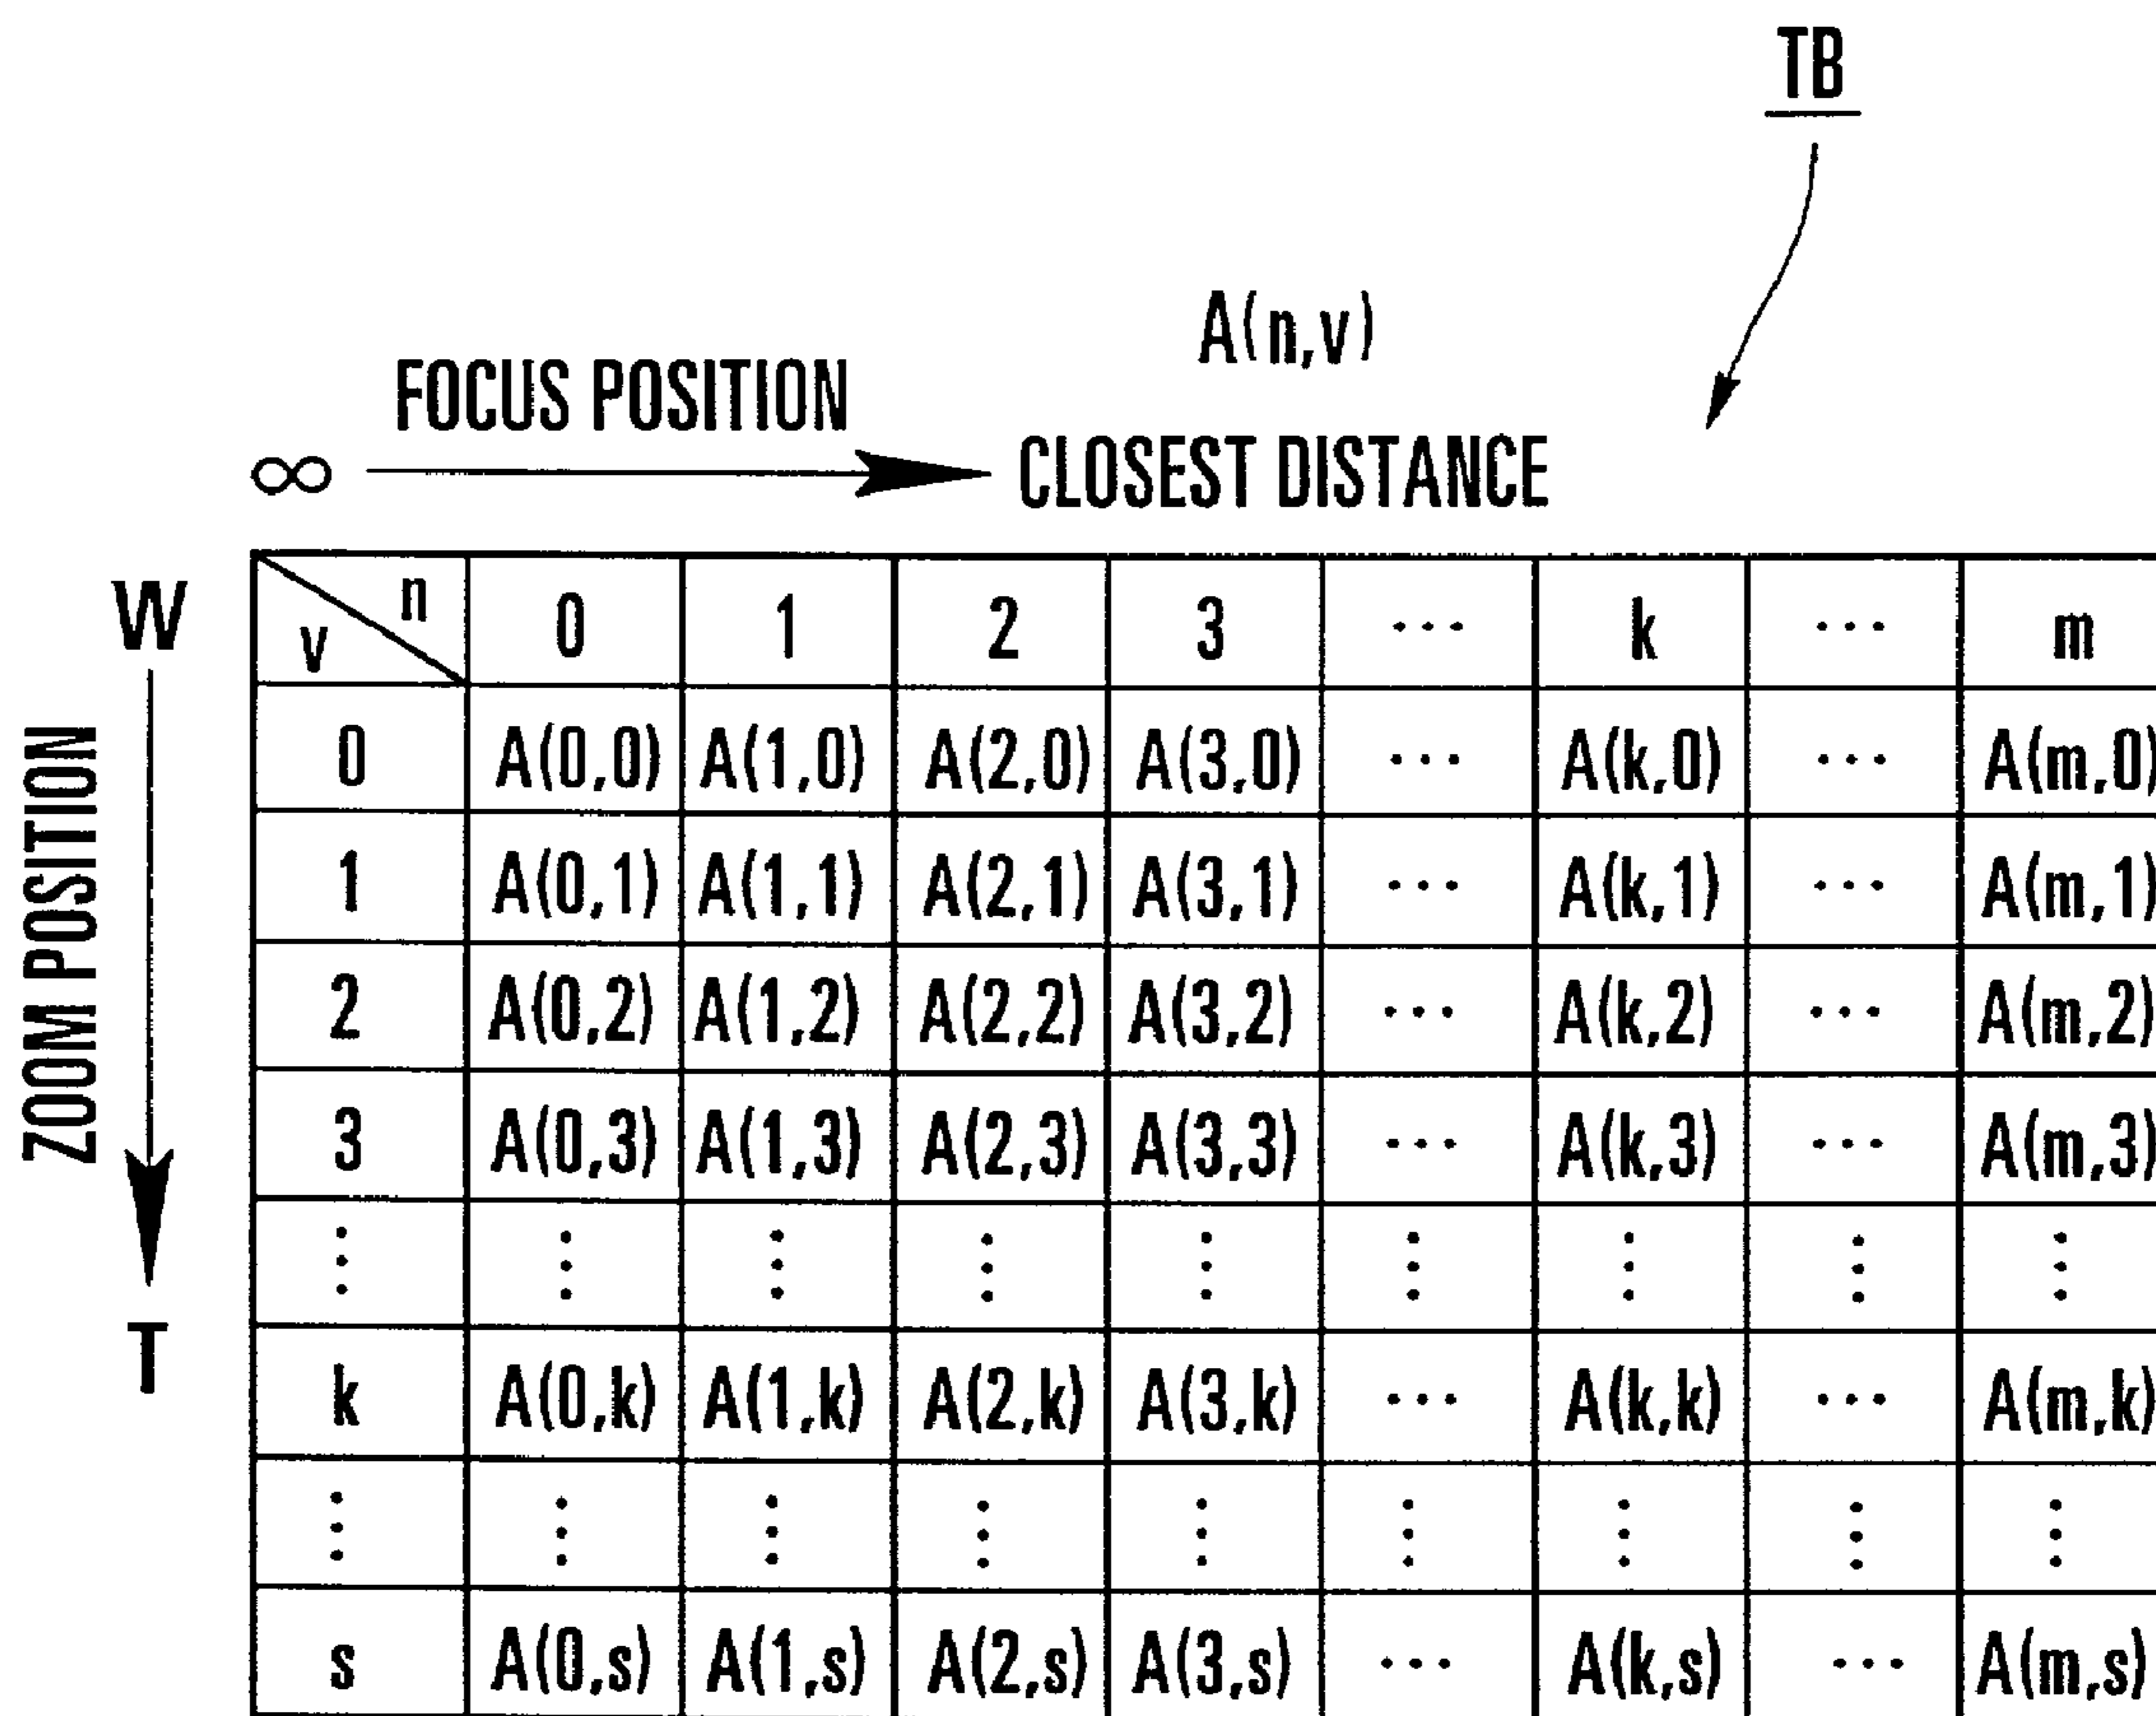 TB
A(n,v)
FOCUS POSITION
∞ CLOSEST DISTANCE
ZOOM POSITION
W
T
v n 0 1 2 3 ... k ... m
0 A(0,0) A(1,0) A(2,0) A(3,0) ... A(k,0) ... A(m,0)
1 A(0,1) A(1,1) A(2,1) A(3,1) ... A(k,1) ... A(m,1)
2 A(0,2) A(1,2) A(2,2) A(3,2) ... A(k,2) ... A(m,2)
3 A(0,3) A(1,3) A(2,3) A(3,3) ... A(k,3) ... A(m,3)
⋮ ⋮ ⋮ ⋮ ⋮ ⋮ ⋮ ⋮ ⋮
k A(0,k) A(1,k) A(2,k) A(3,k) ... A(k,k) ... A(m,k)
⋮ ⋮ ⋮ ⋮ ⋮ ⋮ ⋮ ⋮ ⋮
s A(0,s) A(1,s) A(2,s) A(3,s) ... A(k,s) ... A(m,s)